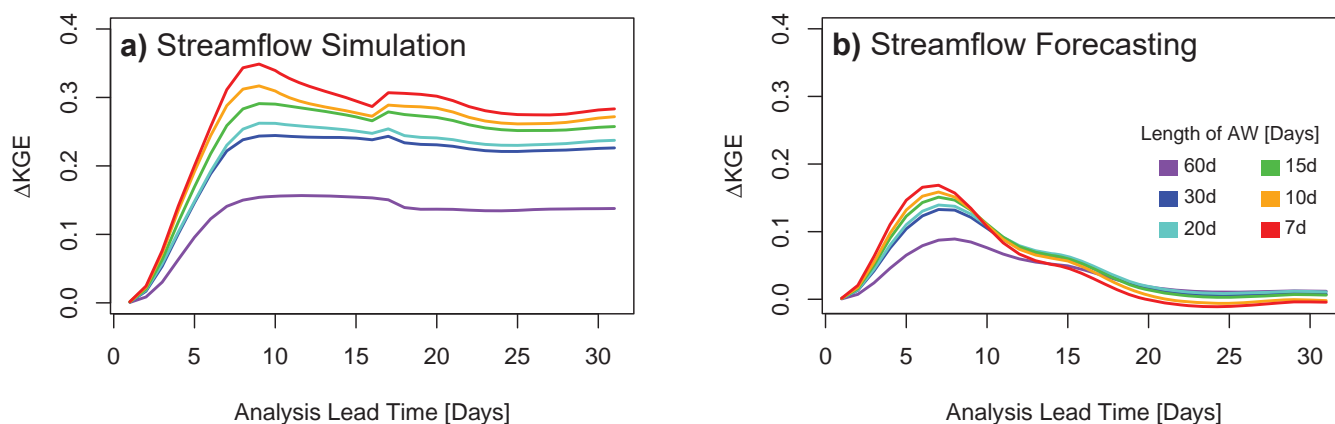 a) Streamflow Simulation
ΔKGE
0.0 0.1 0.2 0.3 0.4
0 5 10 15 20 25 30
Analysis Lead Time [Days]
b) Streamflow Forecasting
ΔKGE
0.0 0.1 0.2 0.3 0.4
Length of AW [Days]
60d 15d
30d 10d
20d 7d
0 5 10 15 20 25 30
Analysis Lead Time [Days]